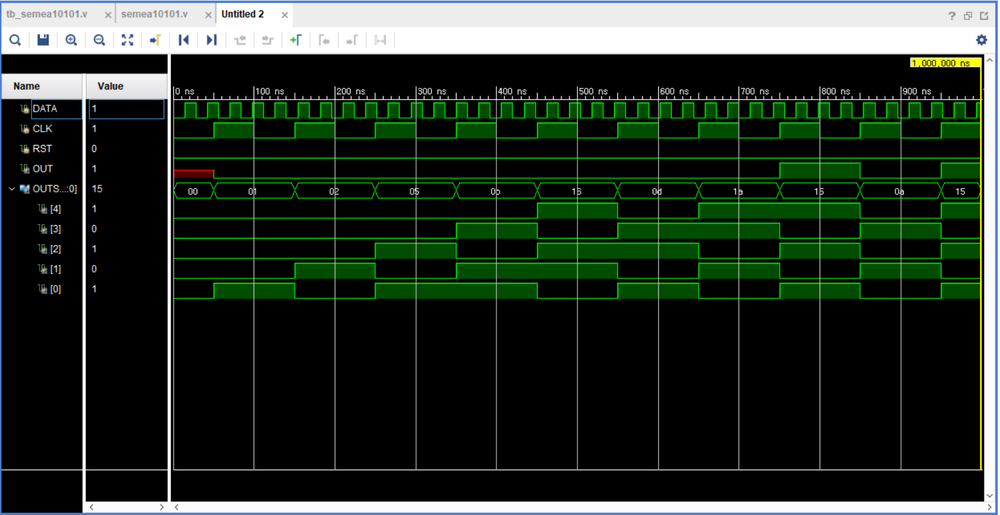 tb_semea10101.v × semea10101.v × Untitled 2 ×
1,000,000 ns
Name Value
0 ns 100 ns 200 ns 300 ns 400 ns 500 ns 600 ns 700 ns 800 ns 900 ns
DATA 1
CLK 1
RST 0
OUT 1
OUTS...:0] 15 00 01 02 05 0b 16 0d 1a 15 0a 15
[4] 1
[3] 0
[2] 1
[1] 0
[0] 1